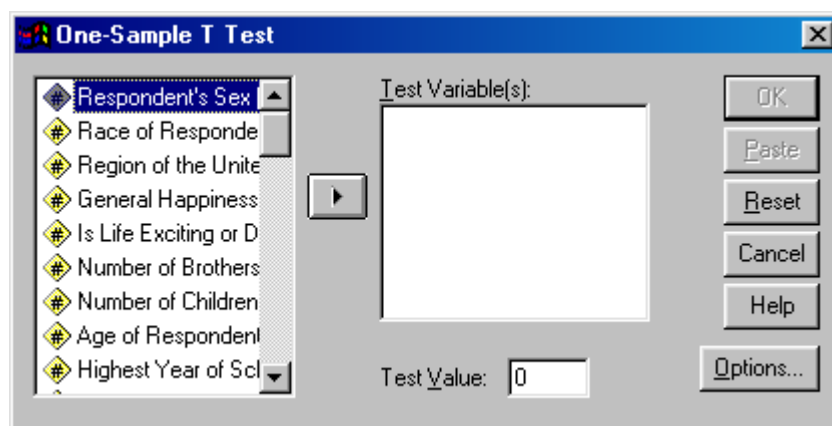 One-Sample T Test
Respondent's Sex
Race of Responde
Region of the Unite
General Happiness
Is Life Exciting or D
Number of Brothers
Number of Children
Age of Respondent
Highest Year of Scl
Test Variable(s):
Test Value: 0
OK
Paste
Reset
Cancel
Help
Options...